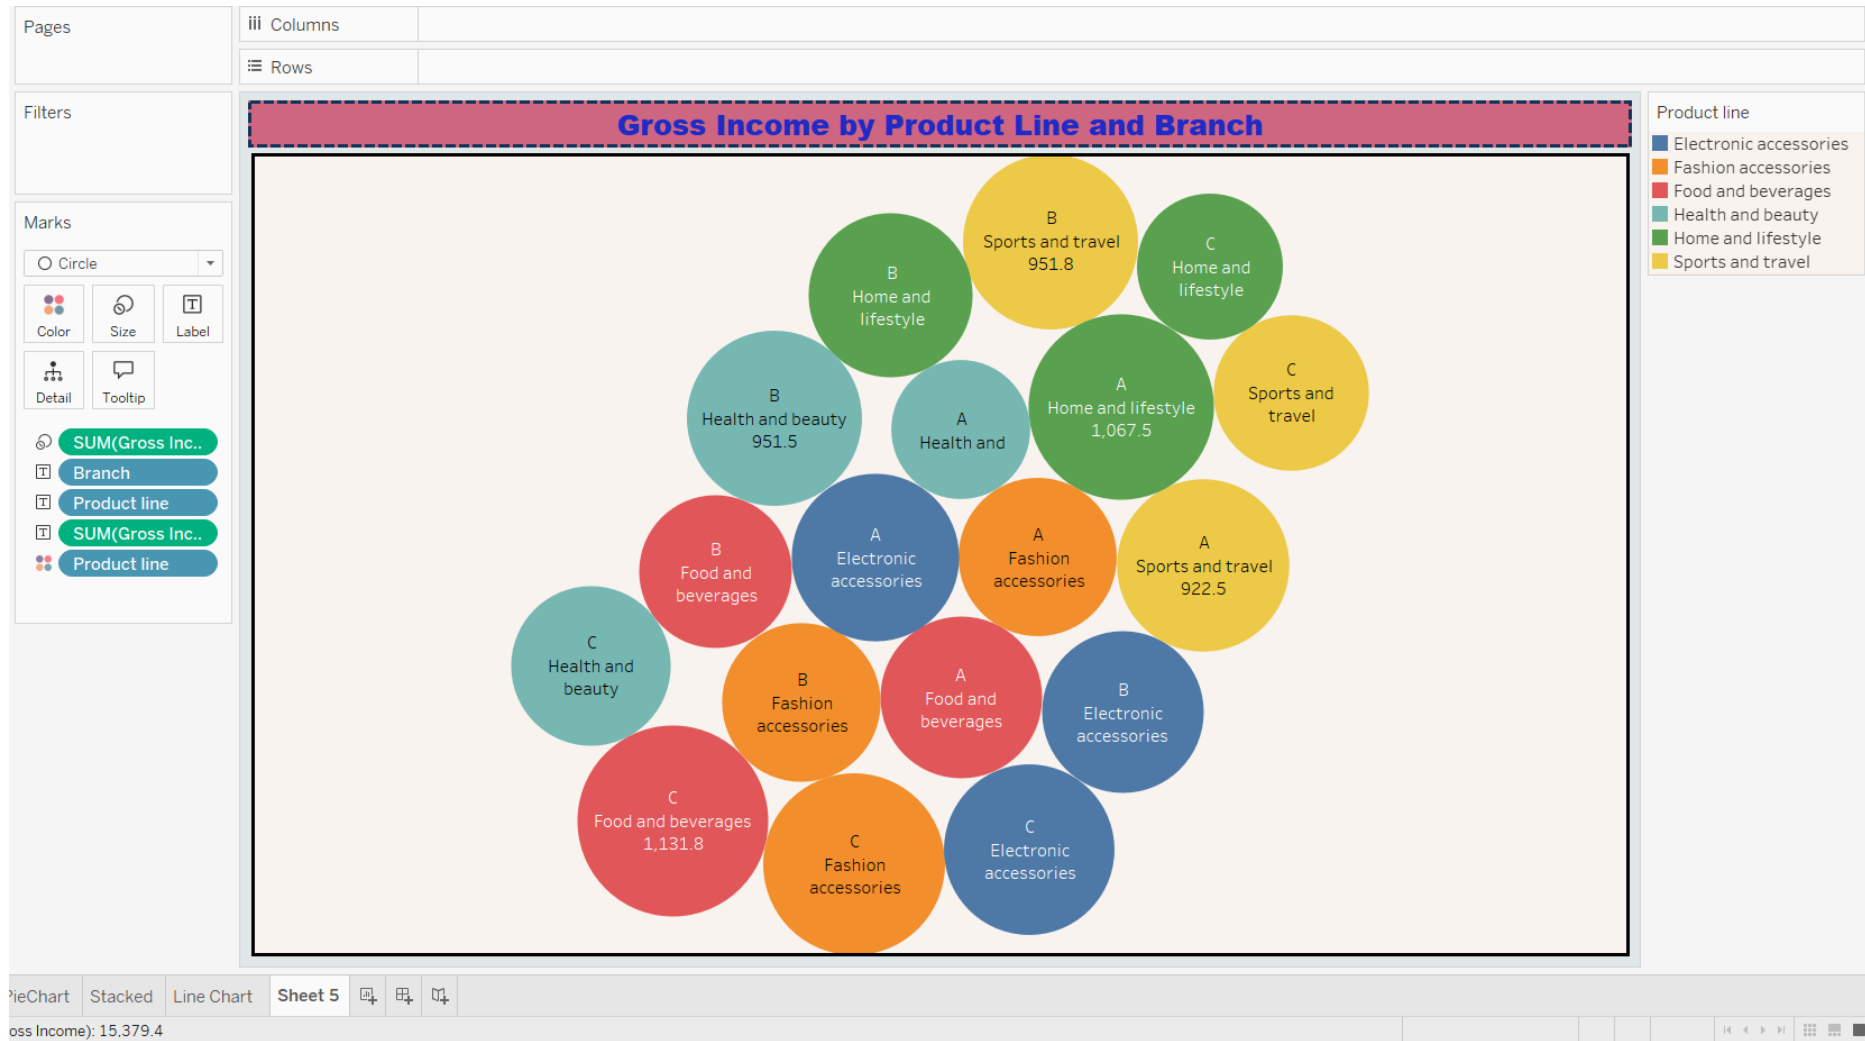 Pages
Columns
Rows
Filters
Gross Income by Product Line and Branch
Product line
Electronic accessories
Fashion accessories
Food and beverages
Health and beauty
Home and lifestyle
Sports and travel
Marks
Circle
Color
Size
Label
Detail
Tooltip
SUM(Gross Inc..
Branch
Product line
SUM(Gross Inc..
Product line
B
Sports and travel
951.8
C
Home and
lifestyle
B
Home and
lifestyle
A
Home and lifestyle
1,067.5
C
Sports and
travel
B
Health and beauty
951.5
A
Health and
B
Food and
beverages
A
Electronic
accessories
A
Fashion
accessories
A
Sports and travel
922.5
C
Health and
beauty
B
Fashion
accessories
A
Food and
beverages
B
Electronic
accessories
C
Food and beverages
1,131.8
C
Fashion
accessories
C
Electronic
accessories
PieChart
Stacked
Line Chart
Sheet 5
oss Income): 15,379.4